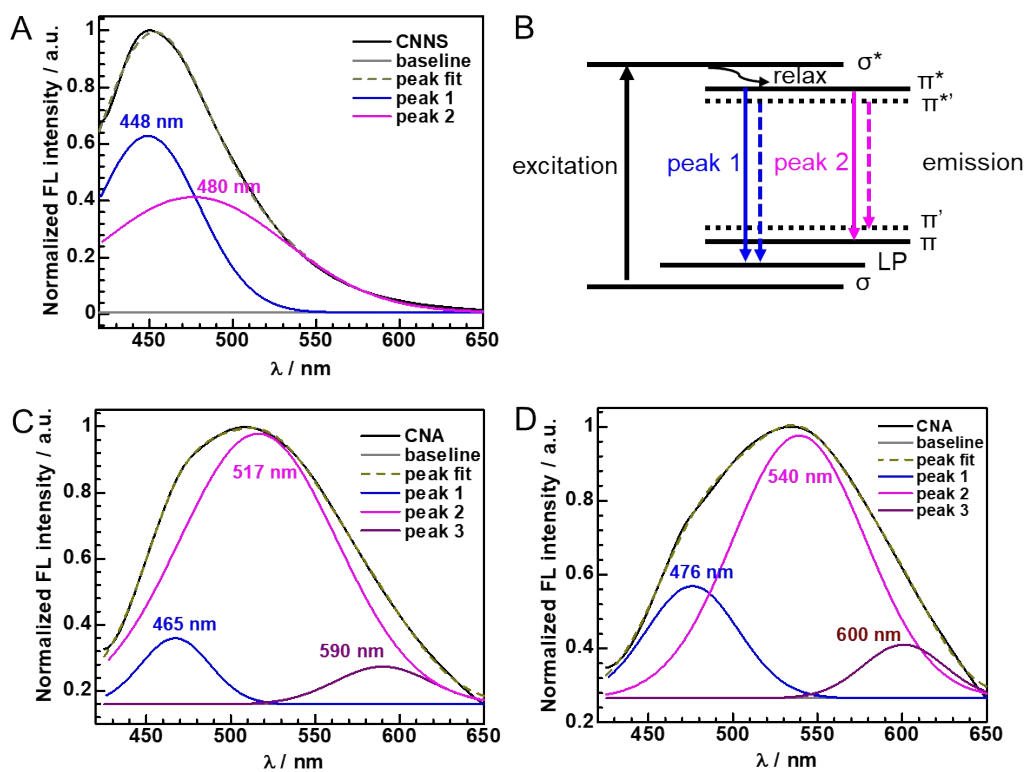 A
Normalized FL intensity / a.u.
1
0.8
0.6
0.4
0.2
0
CNNS
baseline
peak fit
peak 1
peak 2
448 nm
480 nm
450 500 550 600 650
λ / nm
B
σ*
relax
π*
π*’
excitation
peak 1
peak 2
emission
π’
π
LP
σ
C
Normalized FL intensity / a.u.
1
0.8
0.6
0.4
0.2
CNA
baseline
peak fit
peak 1
peak 2
peak 3
517 nm
465 nm
590 nm
450 500 550 600 650
λ / nm
D
Normalized FL intensity / a.u.
1
0.8
0.6
0.4
0.2
CNA
baseline
peak fit
peak 1
peak 2
peak 3
540 nm
476 nm
600 nm
450 500 550 600 650
λ / nm